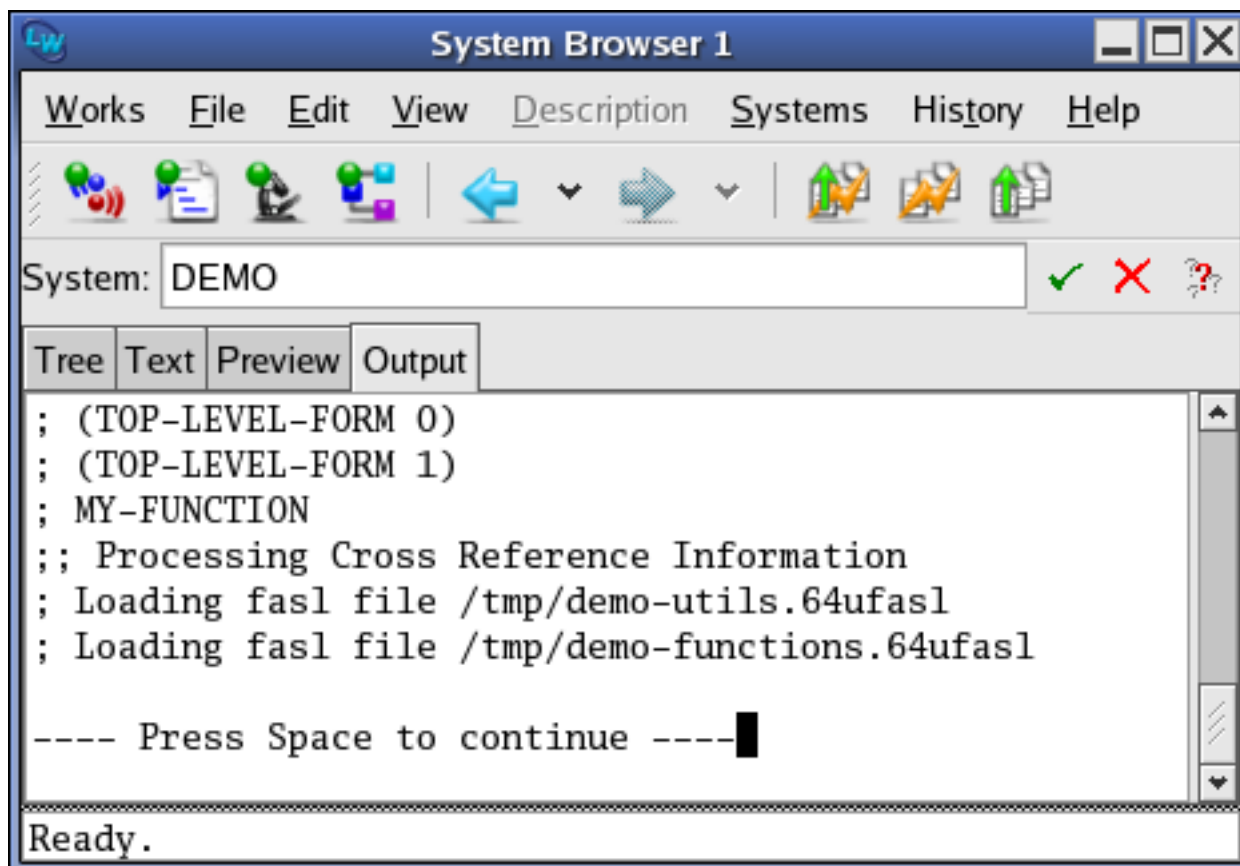 LW
System Browser 1
Works File Edit View Description Systems History Help
System: DEMO
Tree Text Preview Output
; (TOP-LEVEL-FORM 0)
; (TOP-LEVEL-FORM 1)
; MY-FUNCTION
;; Processing Cross Reference Information
; Loading fasl file /tmp/demo-utils.64ufasl
; Loading fasl file /tmp/demo-functions.64ufasl
---- Press Space to continue ----
Ready.